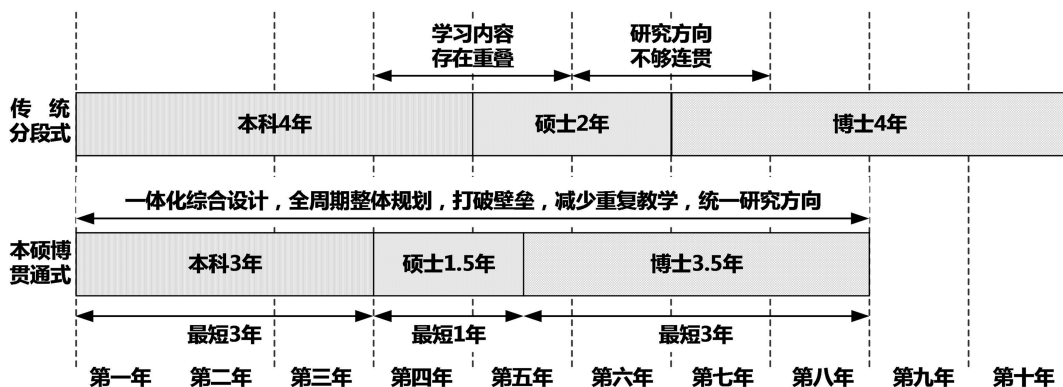 学习内容
存在重叠
研究方向
不够连贯
传 统
分段式
本科4年
硕士2年
博士4年
一体化综合设计，全周期整体规划，打破壁垒，减少重复教学，统一研究方向
本硕博
贯通式
本科3年
硕士1.5年
博士3.5年
最短3年
最短1年
最短3年
第一年
第二年
第三年
第四年
第五年
第六年
第七年
第八年
第九年
第十年